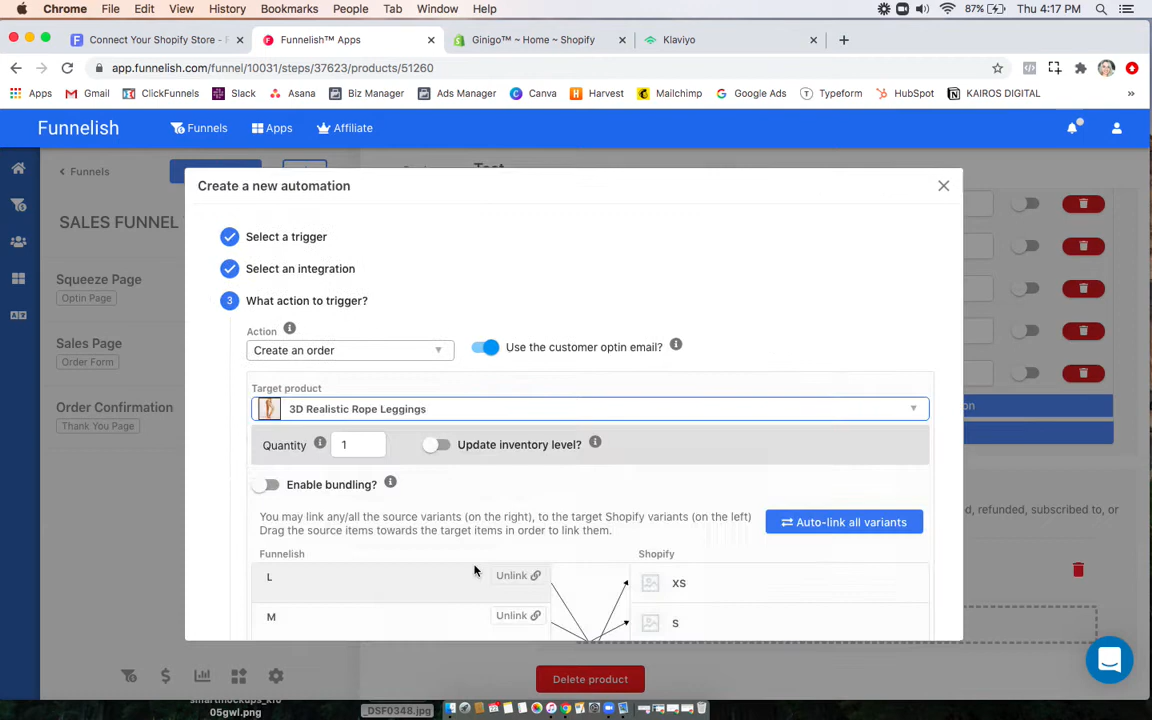 Chrome File Edit View History Bookmarks People Tab Window Help 87% Thu 4:17 PM
Connect Your Shopify Store - F × Funnelish™ Apps × Ginigo™ ~ Home ~ Shopify × Klaviyo × +
app.funnelish.com/funnel/10031/steps/37623/products/51260
Apps Gmail ClickFunnels Slack Asana Biz Manager Ads Manager Canva Harvest Mailchimp Google Ads Typeform HubSpot KAIROS DIGITAL »
Funnelish Funnels Apps Affiliate
Funnels
Create a new automation
SALES FUNNEL
Select a trigger
Select an integration
Squeeze Page
Optin Page
3 What action to trigger?
Action
Create an order
Use the customer optin email?
Sales Page
Order Form
Target product
3D Realistic Rope Leggings
Order Confirmation
Thank You Page
Quantity 1 Update inventory level?
Enable bundling?
You may link any/all the source variants (on the right), to the target Shopify variants (on the left)
Drag the source items towards the target items in order to link them.
Auto-link all variants
d, refunded, subscribed to, or
Funnelish Shopify
L Unlink XS
M Unlink S
Delete product
05gwl.png
_DSF0348.jpg